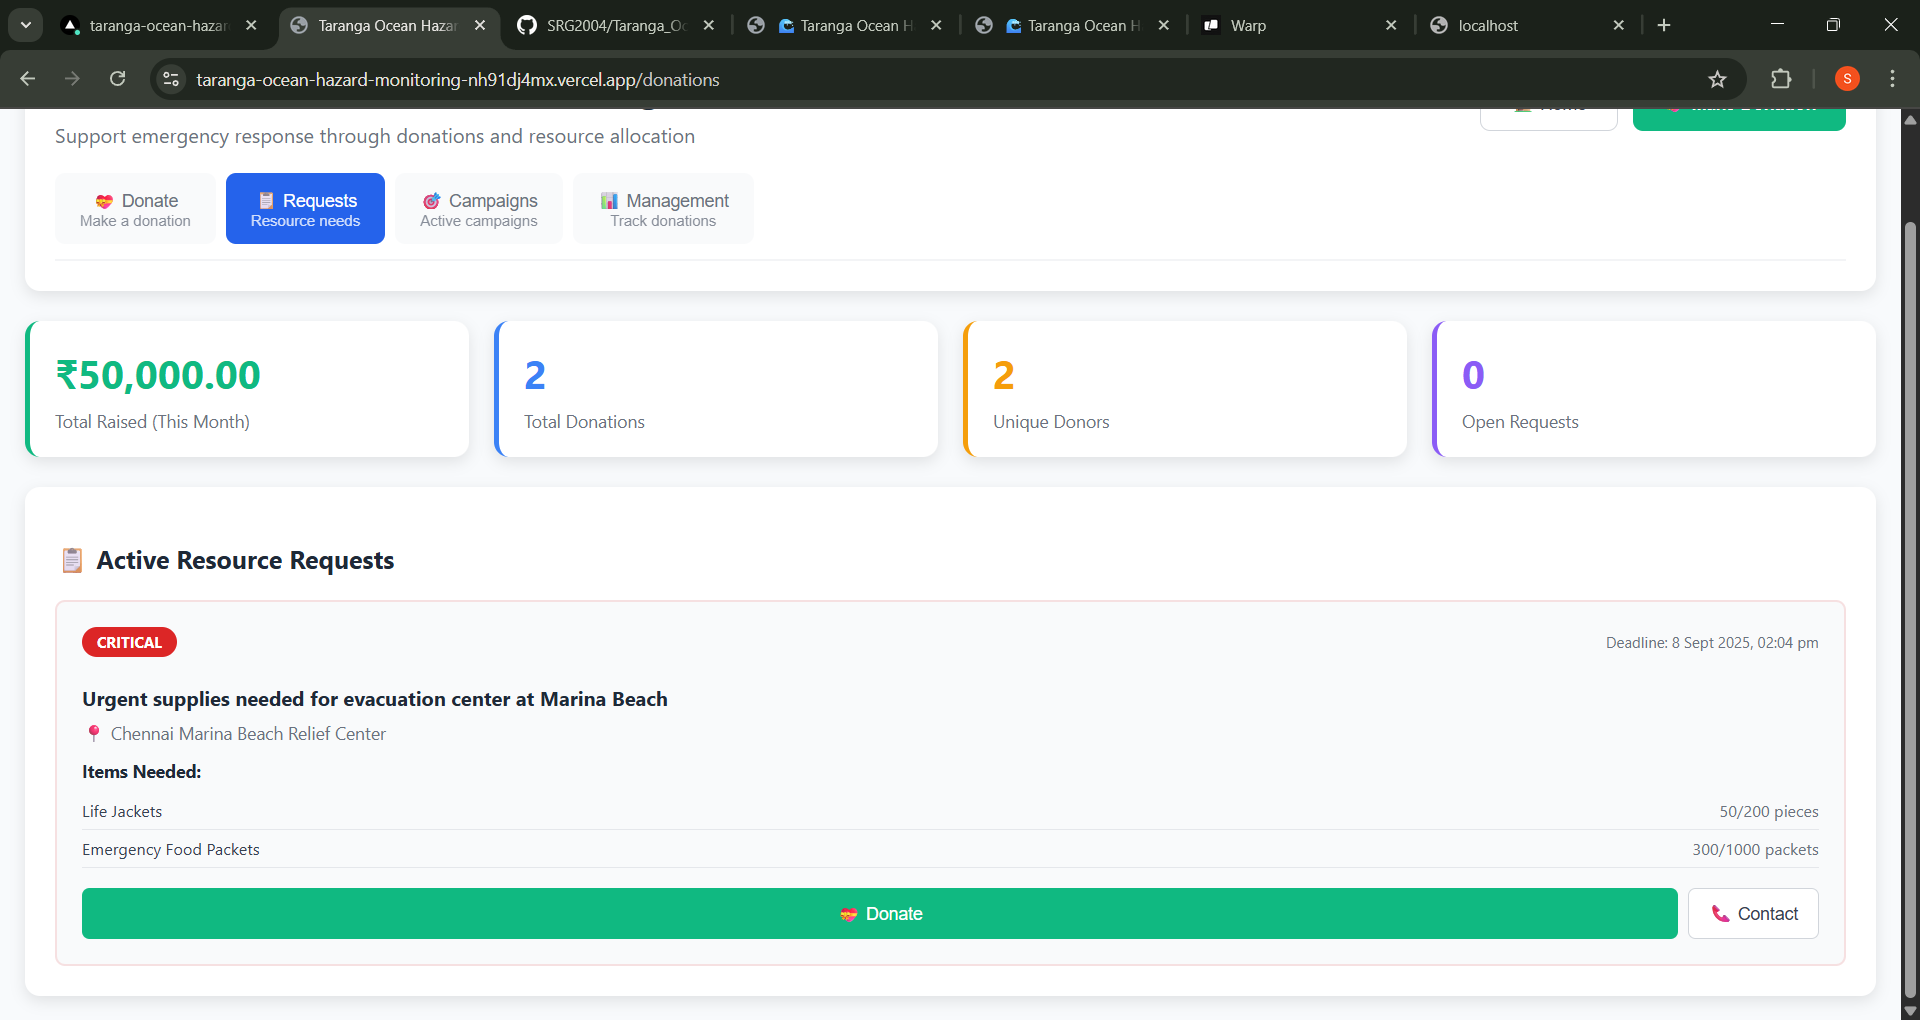 taranga-ocean-hazar
Taranga Ocean Hazar
SRG2004/Taranga_Oc
Taranga Ocean H
Taranga Ocean H
Warp
localhost
taranga-ocean-hazard-monitoring-nh91dj4mx.vercel.app/donations
S
Support emergency response through donations and resource allocation
Donate
Make a donation
Requests
Resource needs
Campaigns
Active campaigns
Management
Track donations
₹50,000.00
Total Raised (This Month)
2
Total Donations
2
Unique Donors
0
Open Requests
Active Resource Requests
CRITICAL
Deadline: 8 Sept 2025, 02:04 pm
Urgent supplies needed for evacuation center at Marina Beach
Chennai Marina Beach Relief Center
Items Needed:
Life Jackets
50/200 pieces
Emergency Food Packets
300/1000 packets
Donate
Contact